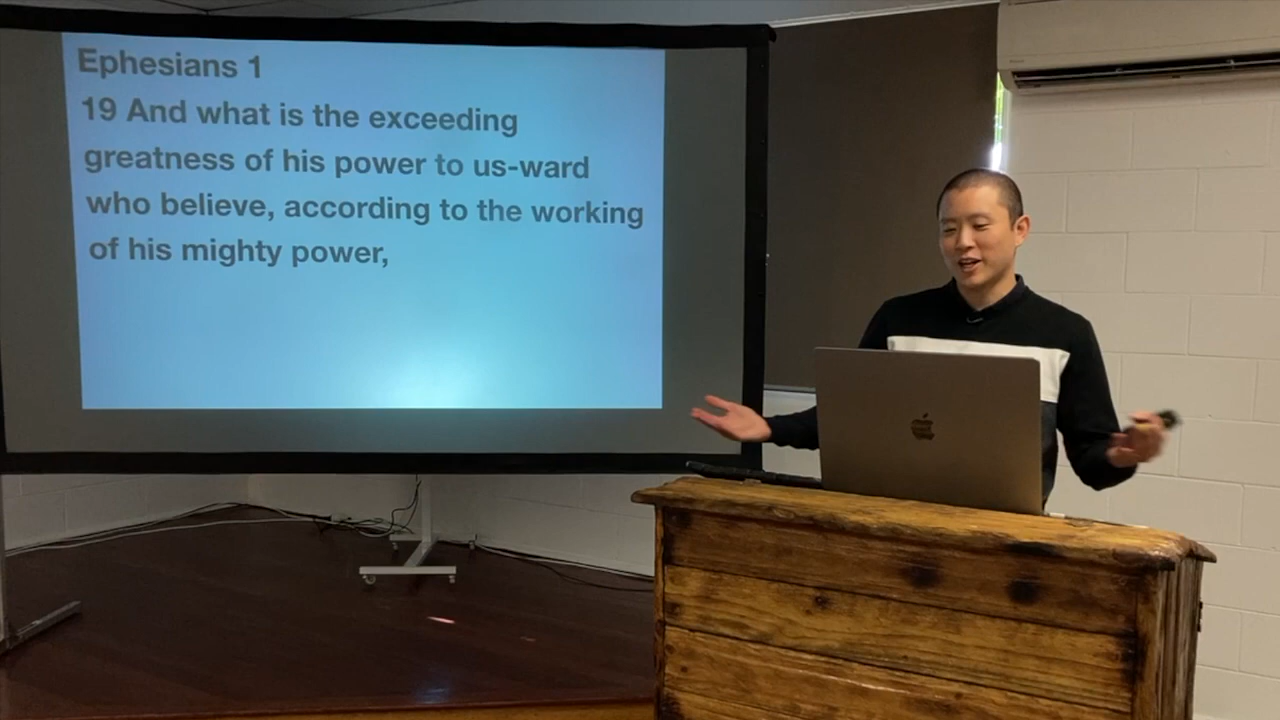 Ephesians 1
19 And what is the exceeding
greatness of his power to us-ward
who believe, according to the working
of his mighty power,